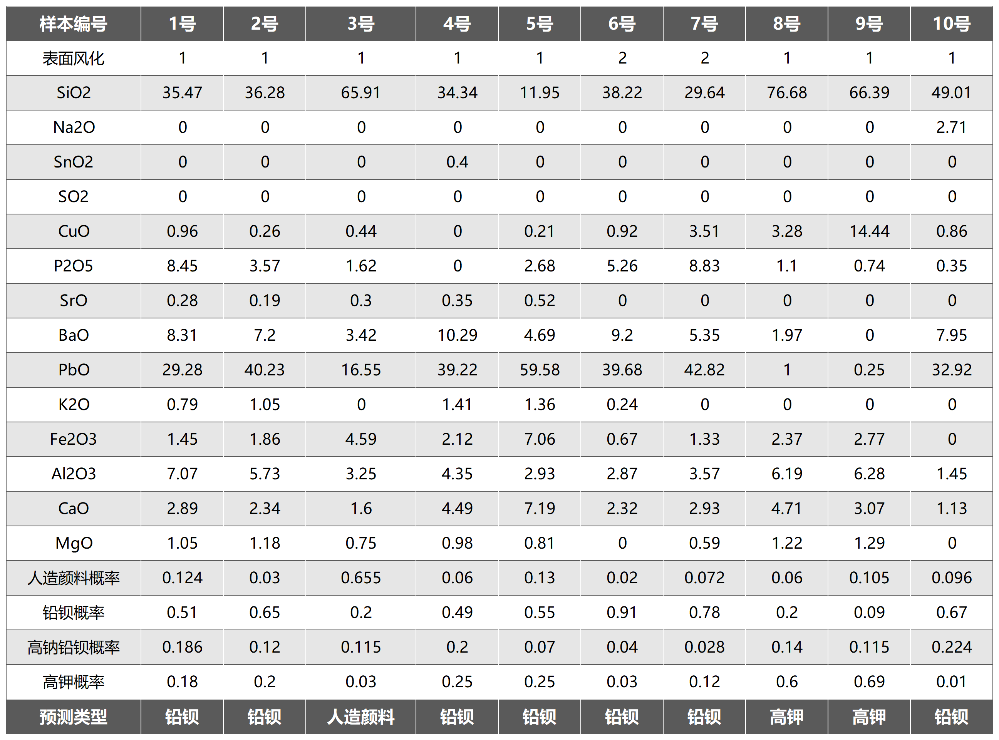 样本编号 1号 2号 3号 4号 5号 6号 7号 8号 9号 10号
表面风化 1 1 1 1 1 2 2 1 1 1
SiO2 35.47 36.28 65.91 34.34 11.95 38.22 29.64 76.68 66.39 49.01
Na2O 0 0 0 0 0 0 0 0 0 2.71
SnO2 0 0 0 0.4 0 0 0 0 0 0
SO2 0 0 0 0 0 0 0 0 0 0
CuO 0.96 0.26 0.44 0 0.21 0.92 3.51 3.28 14.44 0.86
P2O5 8.45 3.57 1.62 0 2.68 5.26 8.83 1.1 0.74 0.35
SrO 0.28 0.19 0.3 0.35 0.52 0 0 0 0 0
BaO 8.31 7.2 3.42 10.29 4.69 9.2 5.35 1.97 0 7.95
PbO 29.28 40.23 16.55 39.22 59.58 39.68 42.82 1 0.25 32.92
K2O 0.79 1.05 0 1.41 1.36 0.24 0 0 0 0
Fe2O3 1.45 1.86 4.59 2.12 7.06 0.67 1.33 2.37 2.77 0
Al2O3 7.07 5.73 3.25 4.35 2.93 2.87 3.57 6.19 6.28 1.45
CaO 2.89 2.34 1.6 4.49 7.19 2.32 2.93 4.71 3.07 1.13
MgO 1.05 1.18 0.75 0.98 0.81 0 0.59 1.22 1.29 0
人造颜料概率 0.124 0.03 0.655 0.06 0.13 0.02 0.072 0.06 0.105 0.096
铅钡概率 0.51 0.65 0.2 0.49 0.55 0.91 0.78 0.2 0.09 0.67
高钠铅钡概率 0.186 0.12 0.115 0.2 0.07 0.04 0.028 0.14 0.115 0.224
高钾概率 0.18 0.2 0.03 0.25 0.25 0.03 0.12 0.6 0.69 0.01
预测类型 铅钡 铅钡 人造颜料 铅钡 铅钡 铅钡 铅钡 高钾 高钾 铅钡